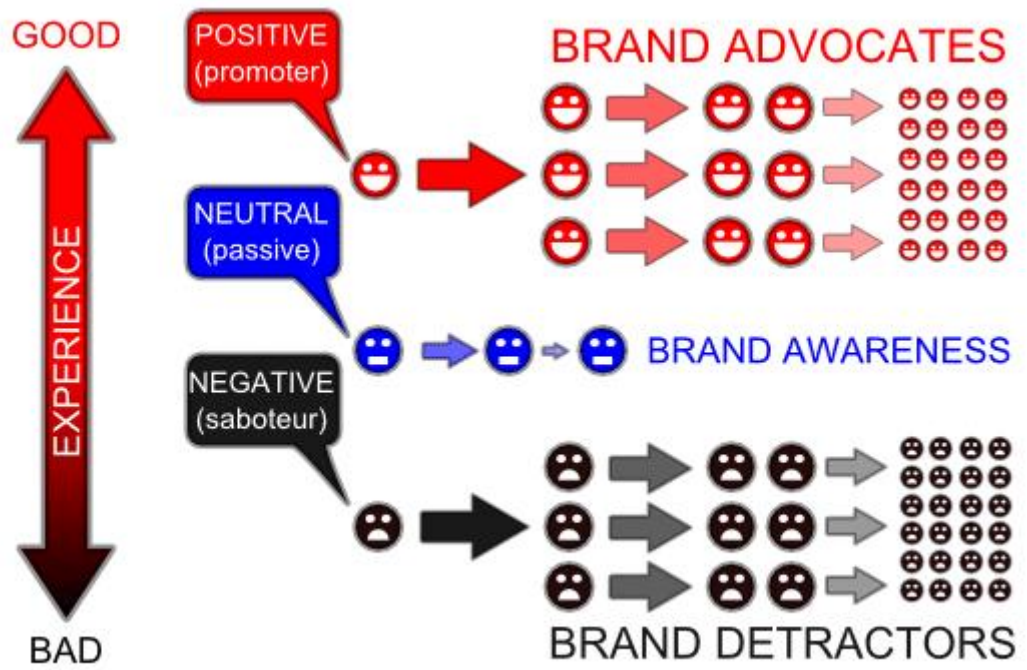 GOOD
EXPERIENCE
BAD
POSITIVE
(promoter)
BRAND ADVOCATES
NEUTRAL
(passive)
BRAND AWARENESS
NEGATIVE
(saboteur)
BRAND DETRACTORS